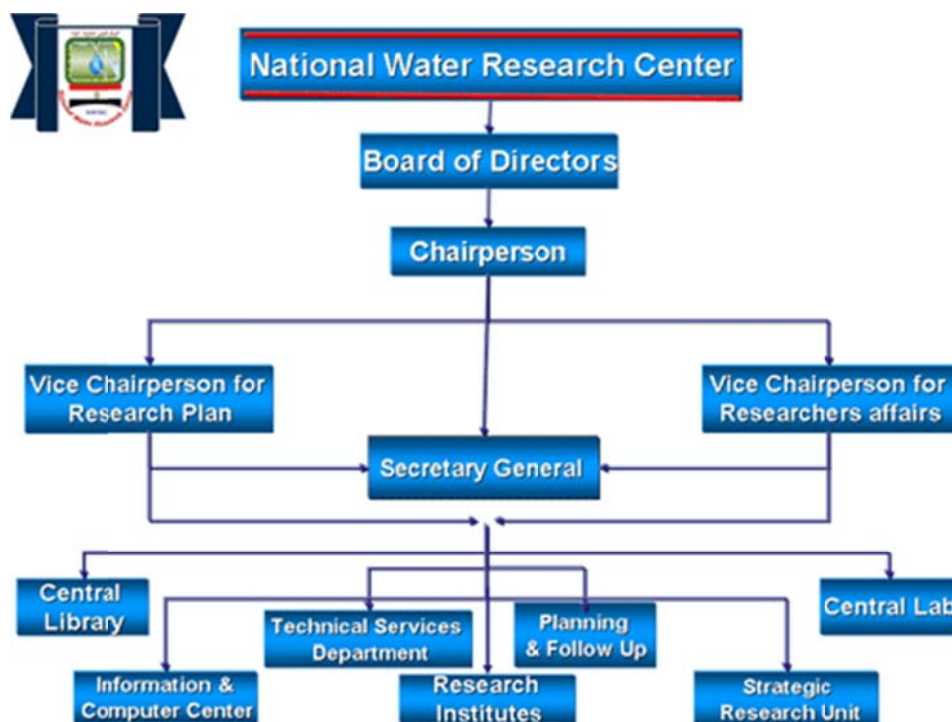 National Water Research Center
Board of Directors
Chairperson
Vice Chairperson for
Research Plan
Vice Chairperson for
Researchers affairs
Secretary General
Central
Library
Technical Services
Department
Planning
& Follow Up
Central Lab
Information &
Computer Center
Research
Institutes
Strategic
Research Unit